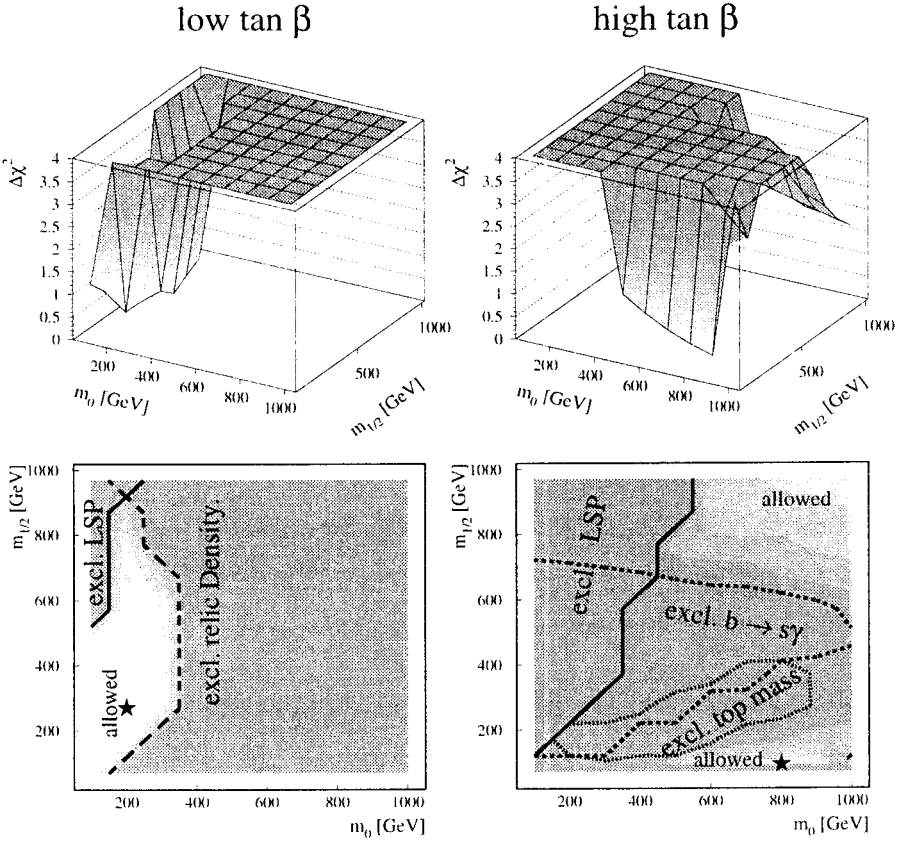 low tan β
high tan β
Δχ²
4
3.5
3
2.5
2
1.5
1
0.5
0
200
400
600
800
1000
m₀ [GeV]
500
1000
m₁/₂ [GeV]
Δχ²
4
3.5
3
2.5
2
1.5
1
0.5
0
200
400
600
800
1000
m₀ [GeV]
500
1000
m₁/₂ [GeV]
m₁/₂ [GeV]
1000
800
600
400
200
excl. LSP
excl. relic Density.
allowed
200
400
600
800
1000
m₀ [GeV]
m₁/₂ [GeV]
1000
800
600
400
200
excl. LSP
allowed
excl. b → sγ
excl. top mass
allowed
200
400
600
800
1000
m₀ [GeV]